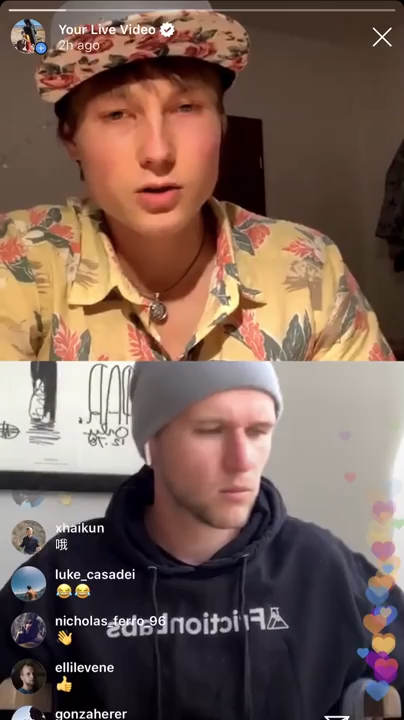 Your Live Video
2h ago
xhaikun
哦
luke_casadei
😂😂
nicholas_ferro_96
👋
ellilevene
👍
gonzaherer
FrictionLabs